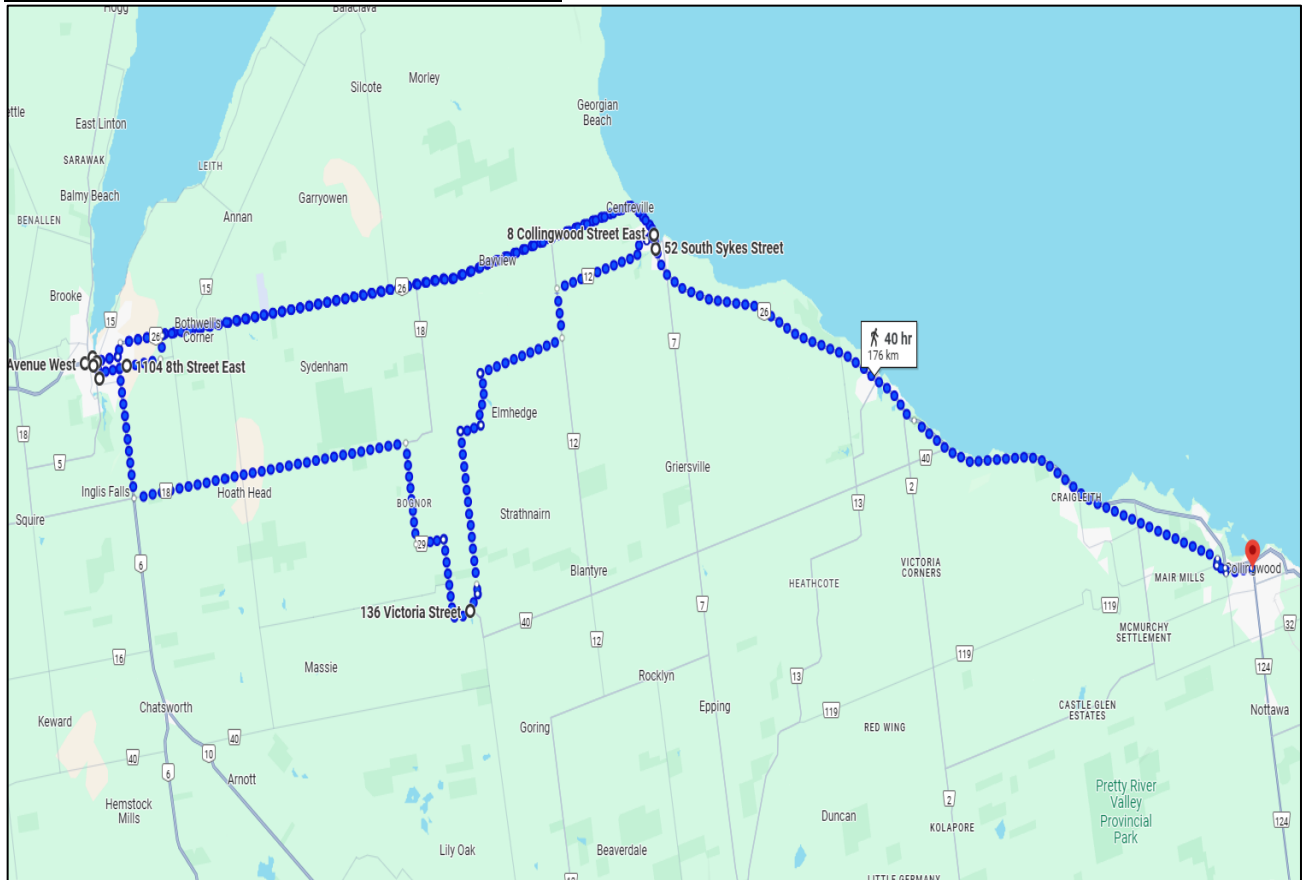 Hogg
Balaclava
Morley
Silcote
Georgian
Beach
ettle
East Linton
SARAWAK
LEITH
Balmy Beach
Garryowen
Centreville
BENALLEN
Annan
8 Collingwood Street East
52 South Sykes Street
Bayview
12
15
26
Brooke
26
15
Bothwell's
Corner
26
18
40 hr
176 km
7
Avenue West
1104 8th Street East
Sydenham
Elmhedge
18
12
5
Griersville
40
Inglis Falls
18
Hoath Head
2
CRAIGLEITH
BOGNOR
13
Squire
Strathnairn
29
6
Blantyre
VICTORIA
CORNERS
Collingwood
HEATHCOTE
MAIR MILLS
136 Victoria Street
7
119
40
32
12
MCMURCHY
SETTLEMENT
16
119
Massie
124
Rocklyn
13
Chatsworth
Epping
119
CASTLE GLEN
ESTATES
Nottawa
Keward
Goring
RED WING
40
10
40
6
Arnott
Pretty River
Valley
Provincial
Park
Hemstock
Mills
2
Duncan
KOLAPORE
124
Lily Oak
Beaverdale
LITTLE GERMANY